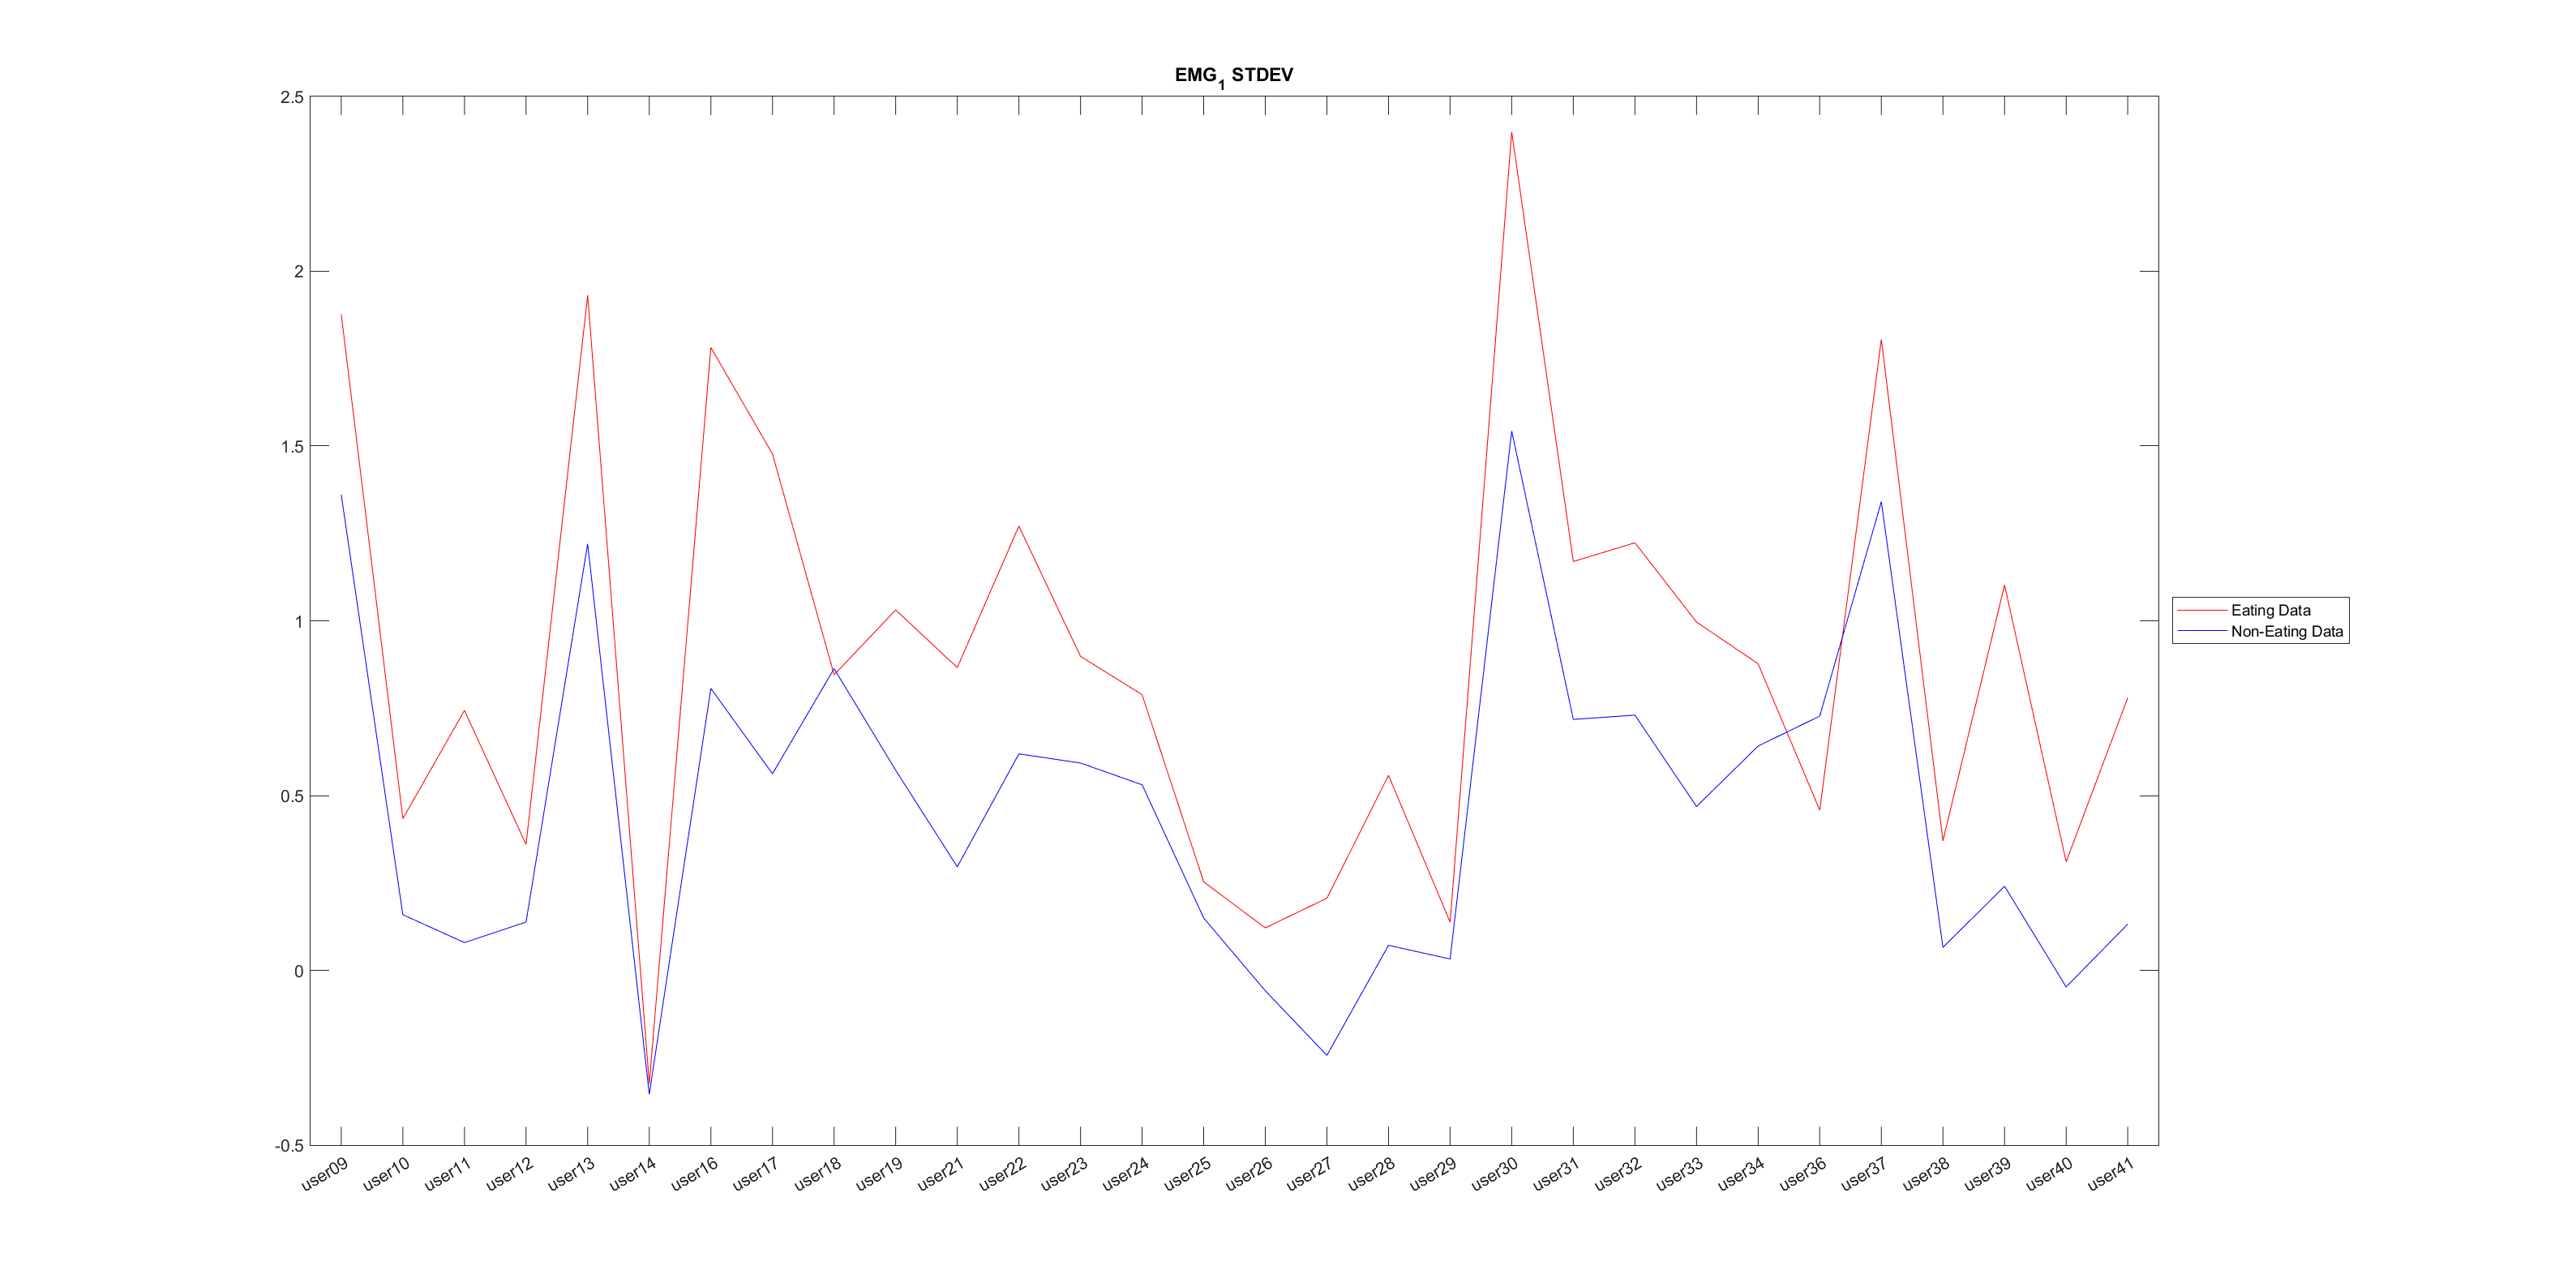 EMG1 STDEV
2.5
2
1.5
1
0.5
0
-0.5
user09 user10 user11 user12 user13 user14 user16 user17 user18 user19 user21 user22 user23 user24 user25 user26 user27 user28 user29 user30 user31 user32 user33 user34 user36 user37 user38 user39 user40 user41
Eating Data
Non-Eating Data